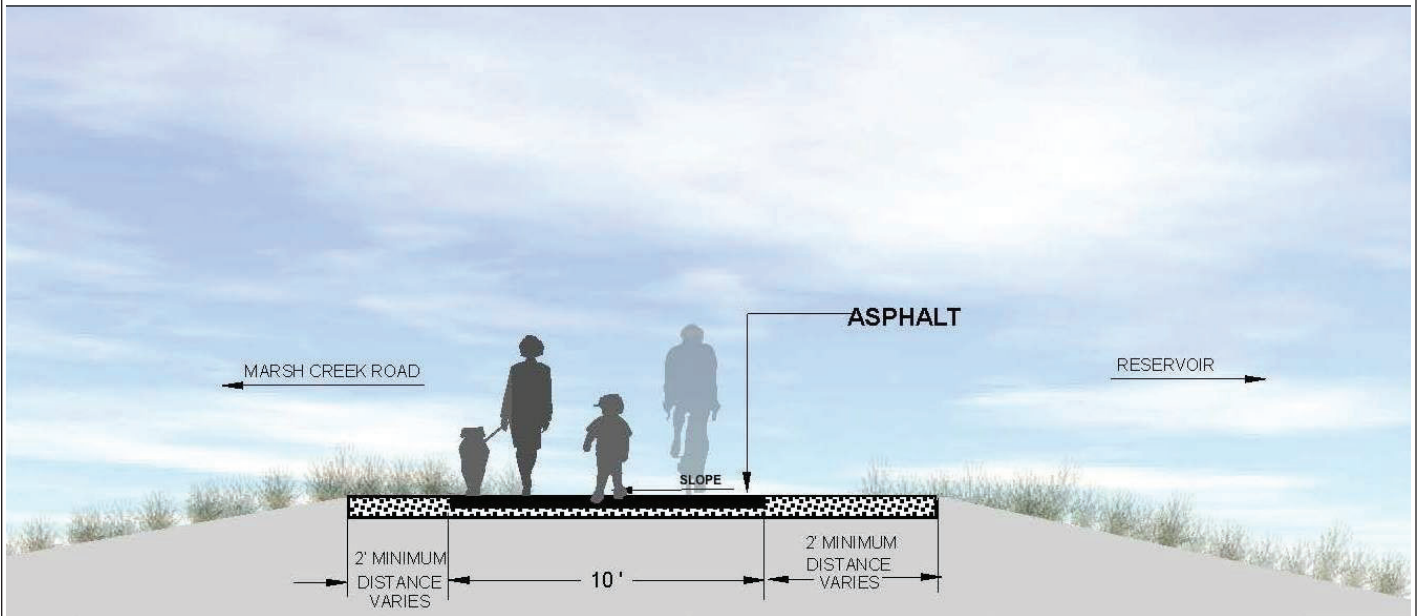 ASPHALT
MARSH CREEK ROAD
RESERVOIR
SLOPE
2' MINIMUM
DISTANCE
VARIES
10 '
2' MINIMUM
DISTANCE
VARIES